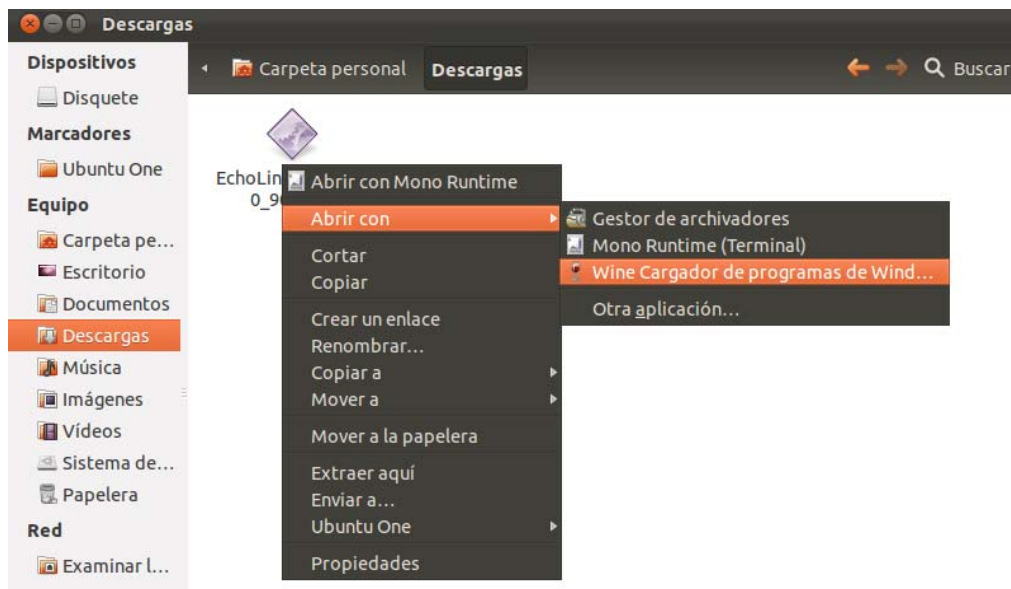 Descargas
Dispositivos
Disquete
Marcadores
Ubuntu One
Equipo
Carpeta pe...
Escritorio
Documentos
Descargas
Música
Imágenes
Vídeos
Sistema de...
Papelera
Red
Examinar l...
Carpeta personal Descargas Buscar
EchoLin
0_9
Abrir con Mono Runtime
Abrir con
Cortar
Copiar
Crear un enlace
Renombrar...
Copiar a
Mover a
Mover a la papelera
Extraer aquí
Enviar a...
Ubuntu One
Propiedades
Gestor de archivadores
Mono Runtime (Terminal)
Wine Cargador de programas de Wind...
Otra aplicación...